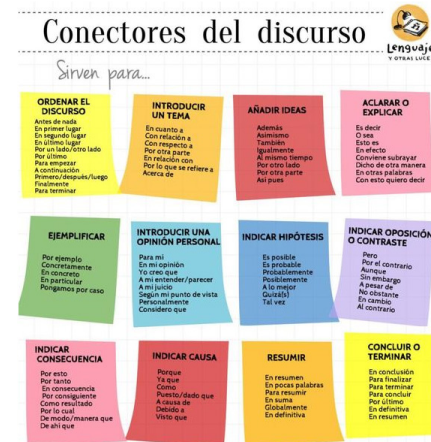 Conectores del discurso
Lenguaje
Y OTRAS LUCES
Sirven para...
ORDENAR EL
DISCURSO
Antes de nada
En primer lugar
En segundo lugar
En último lugar
Por un lado/otro lado
Por último
Para empezar
A continuación
Primero/después/luego
Finalmente
Para terminar
INTRODUCIR
UN TEMA
En cuanto a
Con relación a
Con respecto a
Por otra parte
En relación con
Por lo que se refiere a
Acerca de
AÑADIR IDEAS
Además
Asimismo
También
Igualmente
Al mismo tiempo
Por otro lado
Por otra parte
Así pues
ACLARAR O
EXPLICAR
Es decir
O sea
Esto es
En efecto
Conviene subrayar
Dicho de otra manera
En otras palabras
Con esto quiero decir
EJEMPLIFICAR
Por ejemplo
Concretamente
En concreto
En particular
Pongamos por caso
INTRODUCIR UNA
OPINIÓN PERSONAL
Para mi
En mi opinión
Yo creo que
A mi entender/parecer
A mi juicio
Según mi punto de vista
Personalmente
Considero que
INDICAR HIPÓTESIS
Es posible
Es probable
Probablemente
Posiblemente
A lo mejor
Quizá(s)
Tal vez
INDICAR OPOSICIÓN
O CONTRASTE
Pero
Por el contrario
Aunque
Sin embargo
A pesar de
No obstante
En cambio
Al contrario
INDICAR
CONSECUENCIA
Por esto
Por tanto
En consecuencia
Por consiguiente
Como resultado
Por lo cual
De modo/manera que
De ahí que
INDICAR CAUSA
Porque
Ya que
Como
Puesto/dado que
A causa de
Debido a
Visto que
RESUMIR
En resumen
En pocas palabras
Para resumir
En suma
Globalmente
En definitiva
CONCLUIR O
TERMINAR
En conclusión
Para finalizar
Para terminar
Para concluir
Por último
En definitiva
En resumen